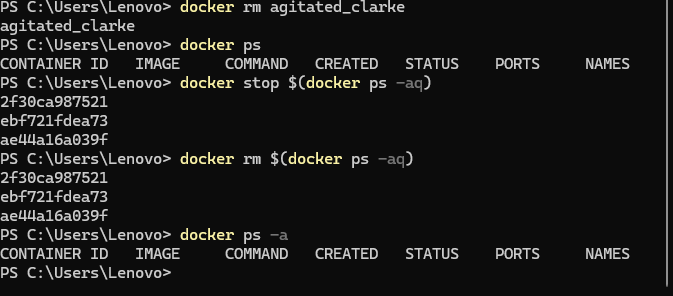 PS C:\Users\Lenovo> docker rm agitated_clarke
agitated_clarke
PS C:\Users\Lenovo> docker ps
CONTAINER ID   IMAGE     COMMAND   CREATED   STATUS    PORTS     NAMES
PS C:\Users\Lenovo> docker stop $(docker ps -aq)
2f30ca987521
ebf721fdea73
ae44a16a039f
PS C:\Users\Lenovo> docker rm $(docker ps -aq)
2f30ca987521
ebf721fdea73
ae44a16a039f
PS C:\Users\Lenovo> docker ps -a
CONTAINER ID   IMAGE     COMMAND   CREATED   STATUS    PORTS     NAMES
PS C:\Users\Lenovo>